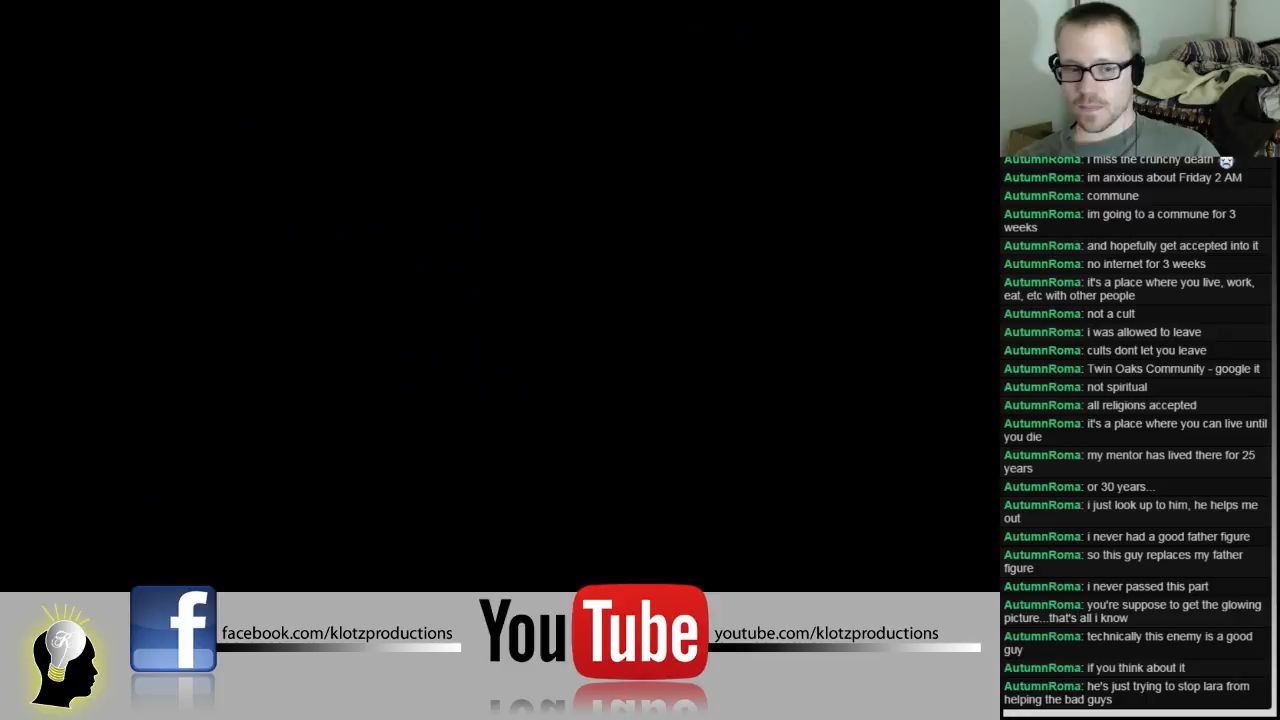 AutumnRoma: i miss the crunchy death
AutumnRoma: im anxious about Friday 2 AM
AutumnRoma: commune
AutumnRoma: im going to a commune for 3
weeks
AutumnRoma: and hopefully get accepted into it
AutumnRoma: no internet for 3 weeks
AutumnRoma: it's a place where you live, work,
eat, etc with other people
AutumnRoma: not a cult
AutumnRoma: i was allowed to leave
AutumnRoma: cults dont let you leave
AutumnRoma: Twin Oaks Community - google it
AutumnRoma: not spiritual
AutumnRoma: all religions accepted
AutumnRoma: it's a place where you can live until
you die
AutumnRoma: my mentor has lived there for 25
years
AutumnRoma: or 30 years...
AutumnRoma: i just look up to him, he helps me
out
AutumnRoma: i never had a good father figure
AutumnRoma: so this guy replaces my father
figure
AutumnRoma: i never passed this part
AutumnRoma: you're suppose to get the glowing
picture...that's all i know
AutumnRoma: technically this enemy is a good
guy
AutumnRoma: if you think about it
AutumnRoma: he's just trying to stop lara from
helping the bad guys
K
f
facebook.com/klotzproductions
YouTube
youtube.com/klotzproductions